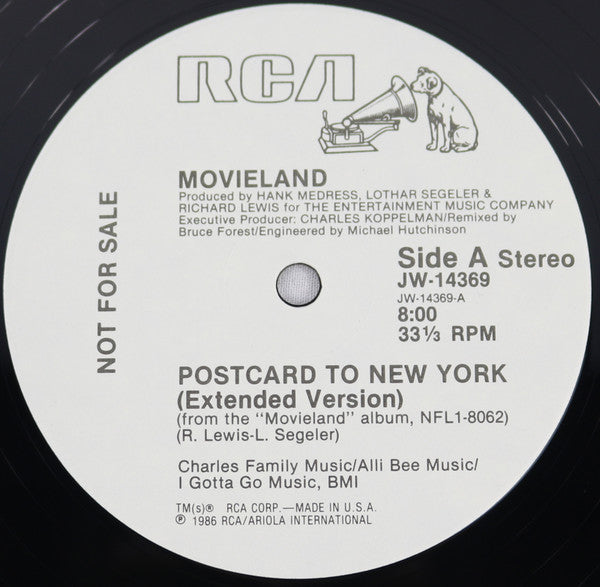 RCA
MOVIELAND
Produced by HANK MEDRESS, LOTHAR SEGELER &
RICHARD LEWIS for THE ENTERTAINMENT MUSIC COMPANY
Executive Producer: CHARLES KOPPELMAN/Remixed by
Bruce Forest/Engineered by Michael Hutchinson
NOT FOR SALE
Side A Stereo
JW-14369
JW-14369-A
8:00
33⅓ RPM
POSTCARD TO NEW YORK
(Extended Version)
(from the "Movieland" album, NFL1-8062)
(R. Lewis-L. Segeler)
Charles Family Music/Alli Bee Music/
I Gotta Go Music, BMI
TM(s)® RCA CORP.—MADE IN U.S.A.
℗ 1986 RCA/ARIOLA INTERNATIONAL